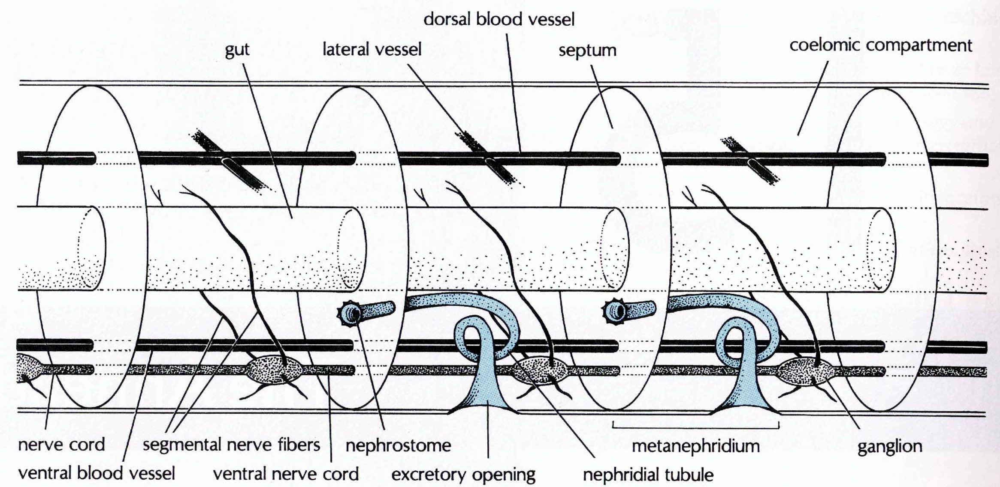 dorsal blood vessel
gut
lateral vessel
septum
coelomic compartment
nerve cord
segmental nerve fibers
nephrostome
metanephridium
ganglion
ventral blood vessel
ventral nerve cord
excretory opening
nephridial tubule